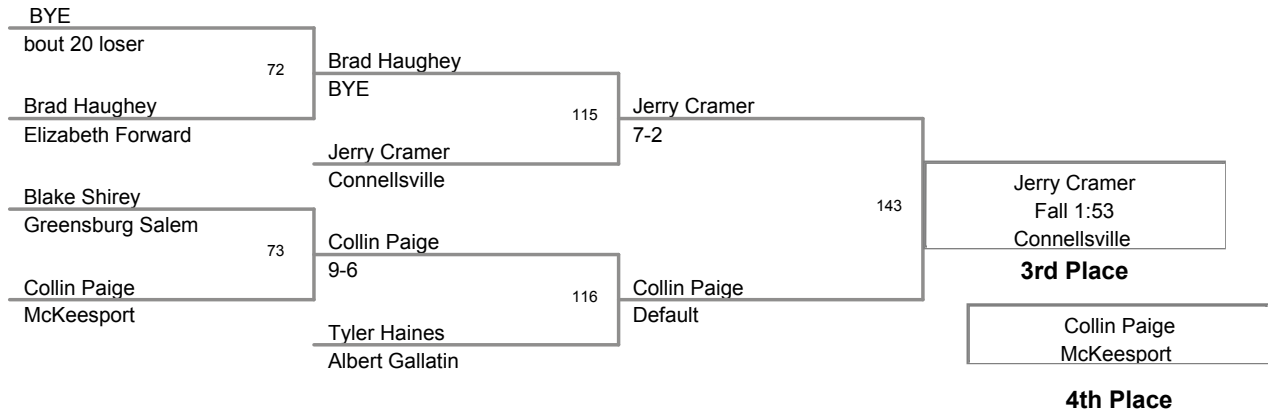 BYE
bout 20 loser
72
Brad Haughey
Elizabeth Forward
Brad Haughey
BYE
115
Jerry Cramer
Connellsville
Jerry Cramer
7-2
Blake Shirey
Greensburg Salem
73
Collin Paige
McKeesport
Collin Paige
9-6
116
Tyler Haines
Albert Gallatin
Collin Paige
Default
143
Jerry Cramer
Fall 1:53
Connellsville
3rd Place
Collin Paige
McKeesport
4th Place